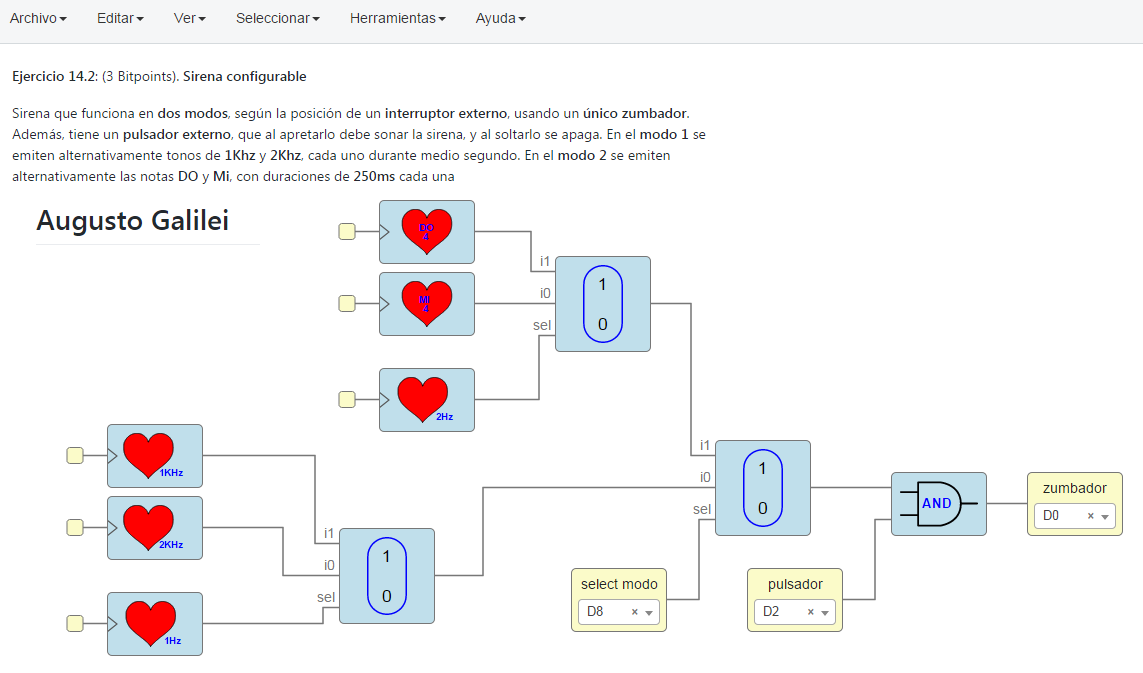 Archivo Editar Ver Seleccionar Herramientas Ayuda
Ejercicio 14.2: (3 Bitpoints). Sirena configurable
Sirena que funciona en dos modos, según la posición de un interruptor externo, usando un único zumbador.
Además, tiene un pulsador externo, que al apretarlo debe sonar la sirena, y al soltarlo se apaga. En el modo 1 se
emiten alternativamente tonos de 1Khz y 2Khz, cada uno durante medio segundo. En el modo 2 se emiten
alternativamente las notas DO y Mi, con duraciones de 250ms cada una
Augusto Galilei
DO
4
i1
1
MI
4
i0
0
sel
2Hz
1KHz
i1
1
i0
0
sel
2KHz
AND
zumbador
D0 ×
i1
1
i0
0
sel
select modo
D8 ×
pulsador
D2 ×
1Hz